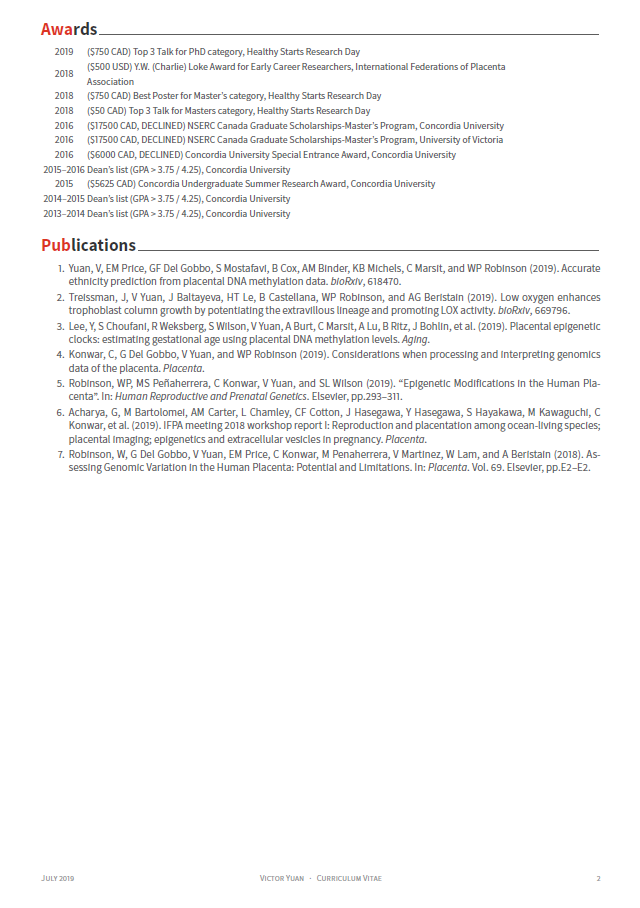 Awards
2019 ($750 CAD) Top 3 Talk for PhD category, Healthy Starts Research Day
2018 ($500 USD) Y.W. (Charlie) Loke Award for Early Career Researchers, International Federations of Placenta
Association
2018 ($750 CAD) Best Poster for Master's category, Healthy Starts Research Day
2018 ($50 CAD) Top 3 Talk for Masters category, Healthy Starts Research Day
2016 ($17500 CAD, DECLINED) NSERC Canada Graduate Scholarships-Master's Program, Concordia University
2016 ($17500 CAD, DECLINED) NSERC Canada Graduate Scholarships-Master's Program, University of Victoria
2016 ($6000 CAD, DECLINED) Concordia University Special Entrance Award, Concordia University
2015–2016 Dean's list (GPA > 3.75 / 4.25), Concordia University
2015 ($5625 CAD) Concordia Undergraduate Summer Research Award, Concordia University
2014–2015 Dean's list (GPA > 3.75 / 4.25), Concordia University
2013–2014 Dean's list (GPA > 3.75 / 4.25), Concordia University
Publications
1. Yuan, V, EM Price, GF Del Gobbo, S Mostafavi, B Cox, AM Binder, KB Michels, C Marsit, and WP Robinson (2019). Accurate
ethnicity prediction from placental DNA methylation data. bioRxiv, 618470.
2. Treissman, J, V Yuan, J Baltayeva, HT Le, B Castellana, WP Robinson, and AG Beristain (2019). Low oxygen enhances
trophoblast column growth by potentiating the extravillous lineage and promoting LOX activity. bioRxiv, 669796.
3. Lee, Y, S Choufani, R Weksberg, S Wilson, V Yuan, A Burt, C Marsit, A Lu, B Ritz, J Bohlin, et al. (2019). Placental epigenetic
clocks: estimating gestational age using placental DNA methylation levels. Aging.
4. Konwar, C, G Del Gobbo, V Yuan, and WP Robinson (2019). Considerations when processing and interpreting genomics
data of the placenta. Placenta.
5. Robinson, WP, MS Peñaherrera, C Konwar, V Yuan, and SL Wilson (2019). “Epigenetic Modifications in the Human Pla-
centa”. In: Human Reproductive and Prenatal Genetics. Elsevier, pp.293–311.
6. Acharya, G, M Bartolomei, AM Carter, L Chamley, CF Cotton, J Hasegawa, Y Hasegawa, S Hayakawa, M Kawaguchi, C
Konwar, et al. (2019). IFPA meeting 2018 workshop report I: Reproduction and placentation among ocean-living species;
placental imaging; epigenetics and extracellular vesicles in pregnancy. Placenta.
7. Robinson, W, G Del Gobbo, V Yuan, EM Price, C Konwar, M Penaherrera, V Martinez, W Lam, and A Beristain (2018). As-
sessing Genomic Variation in the Human Placenta: Potential and Limitations. In: Placenta. Vol. 69. Elsevier, pp.E2–E2.
July 2019 Victor Yuan · Curriculum Vitae 2